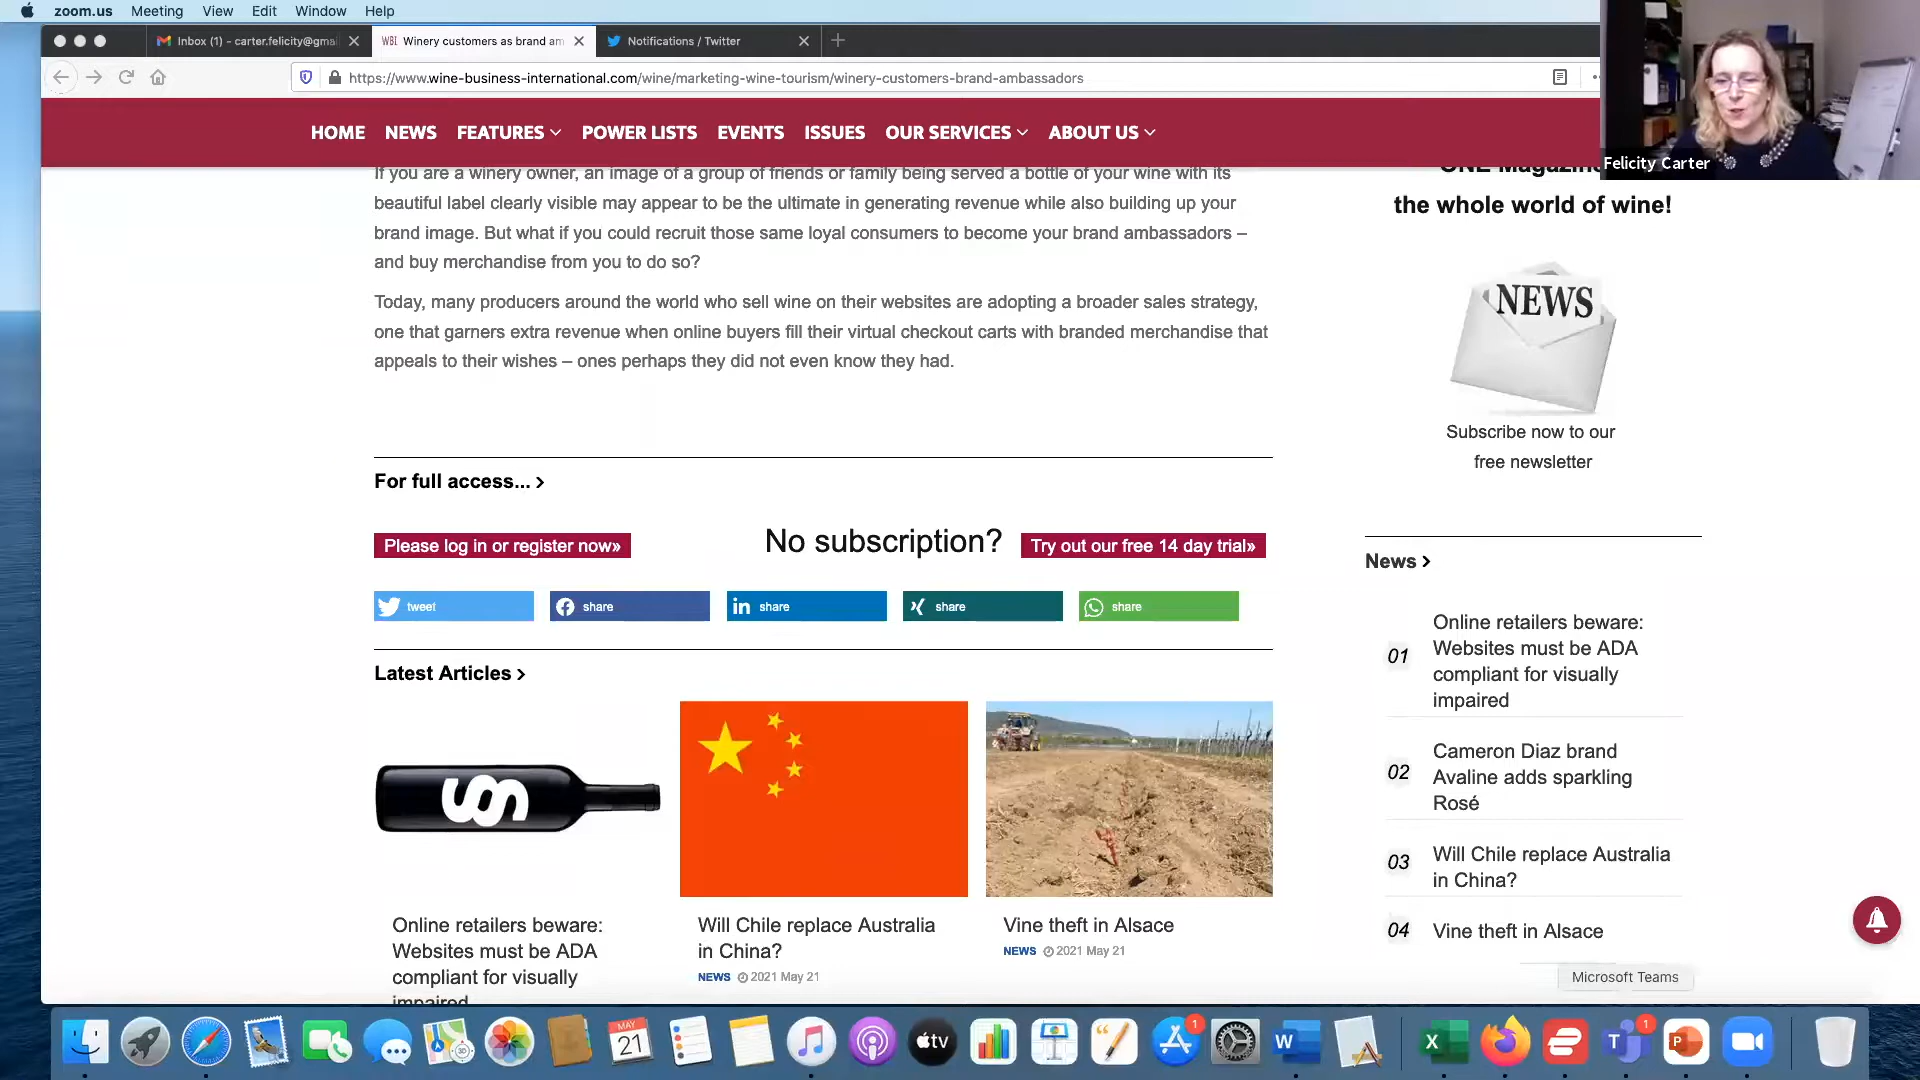 zoom.us Meeting View Edit Window Help
Inbox (1) - carter.felicity@gmai
WBI Winery customers as brand am
Notifications / Twitter
https://www.wine-business-international.com/wine/marketing-wine-tourism/winery-customers-brand-ambassadors
Felicity Carter
HOME NEWS FEATURES POWER LISTS EVENTS ISSUES OUR SERVICES ABOUT US
If you are a winery owner, an image of a group of friends or family being served a bottle of your wine with its
beautiful label clearly visible may appear to be the ultimate in generating revenue while also building up your
brand image. But what if you could recruit those same loyal consumers to become your brand ambassadors –
and buy merchandise from you to do so?
Today, many producers around the world who sell wine on their websites are adopting a broader sales strategy,
one that garners extra revenue when online buyers fill their virtual checkout carts with branded merchandise that
appeals to their wishes – ones perhaps they did not even know they had.
For full access...
Please log in or register now»
No subscription?
Try out our free 14 day trial»
tweet
share
share
share
share
Latest Articles
Online retailers beware:
Websites must be ADA
compliant for visually
impaired
Will Chile replace Australia
in China?
NEWS 2021 May 21
Vine theft in Alsace
NEWS 2021 May 21
ONE Magazine
the whole world of wine!
NEWS
Subscribe now to our
free newsletter
News
01
Online retailers beware:
Websites must be ADA
compliant for visually
impaired
02
Cameron Diaz brand
Avaline adds sparkling
Rosé
03
Will Chile replace Australia
in China?
04
Vine theft in Alsace
Microsoft Teams
MAY
21
3D
tv
1
W
X
T
1
P